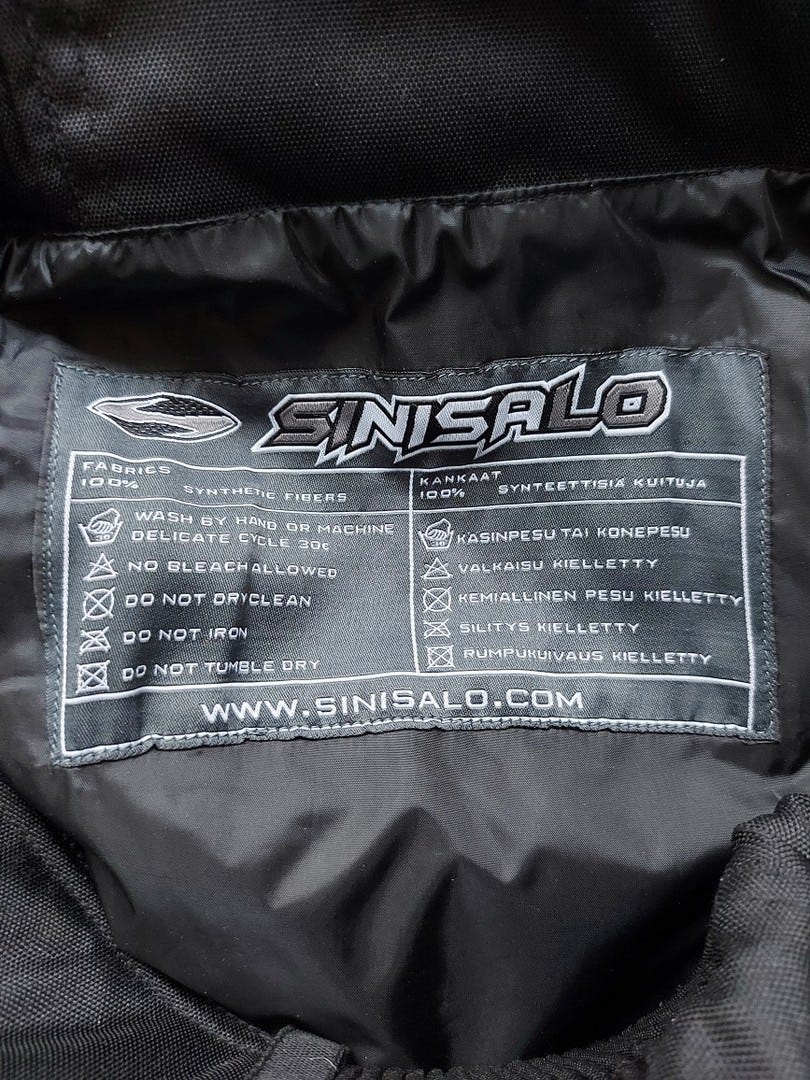 SINISALO
FABRICS
100% SYNTHETIC FIBERS
WASH BY HAND OR MACHINE
DELICATE CYCLE 30c
NO BLEACH ALLOWED
DO NOT DRYCLEAN
DO NOT IRON
DO NOT TUMBLE DRY
KANKAAT
100% SYNTEETTISIÄ KUITUJA
KASINPESU TAI KONEPESU
VALKAISU KIELLETTY
KEMIALLINEN PESU KIELLETTY
SILITYS KIELLETTY
RUMPUKUIVAUS KIELLETTY
WWW.SINISALO.COM